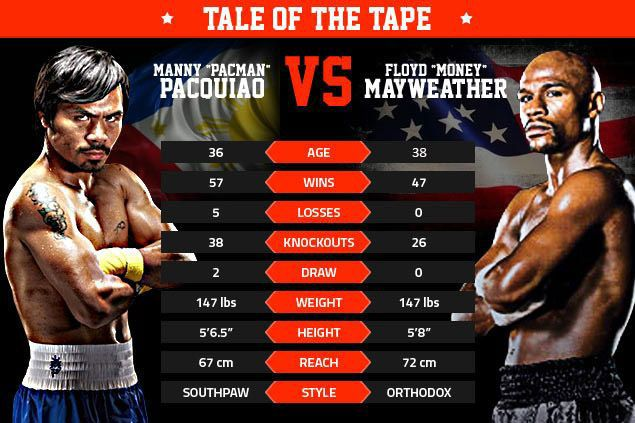 TALE OF THE TAPE
MANNY "PACMAN"
PACQUIAO
VS
FLOYD "MONEY"
MAYWEATHER
36 AGE 38
57 WINS 47
5 LOSSES 0
38 KNOCKOUTS 26
2 DRAW 0
147 lbs WEIGHT 147 lbs
5'6.5" HEIGHT 5'8"
67 cm REACH 72 cm
SOUTHPAW STYLE ORTHODOX